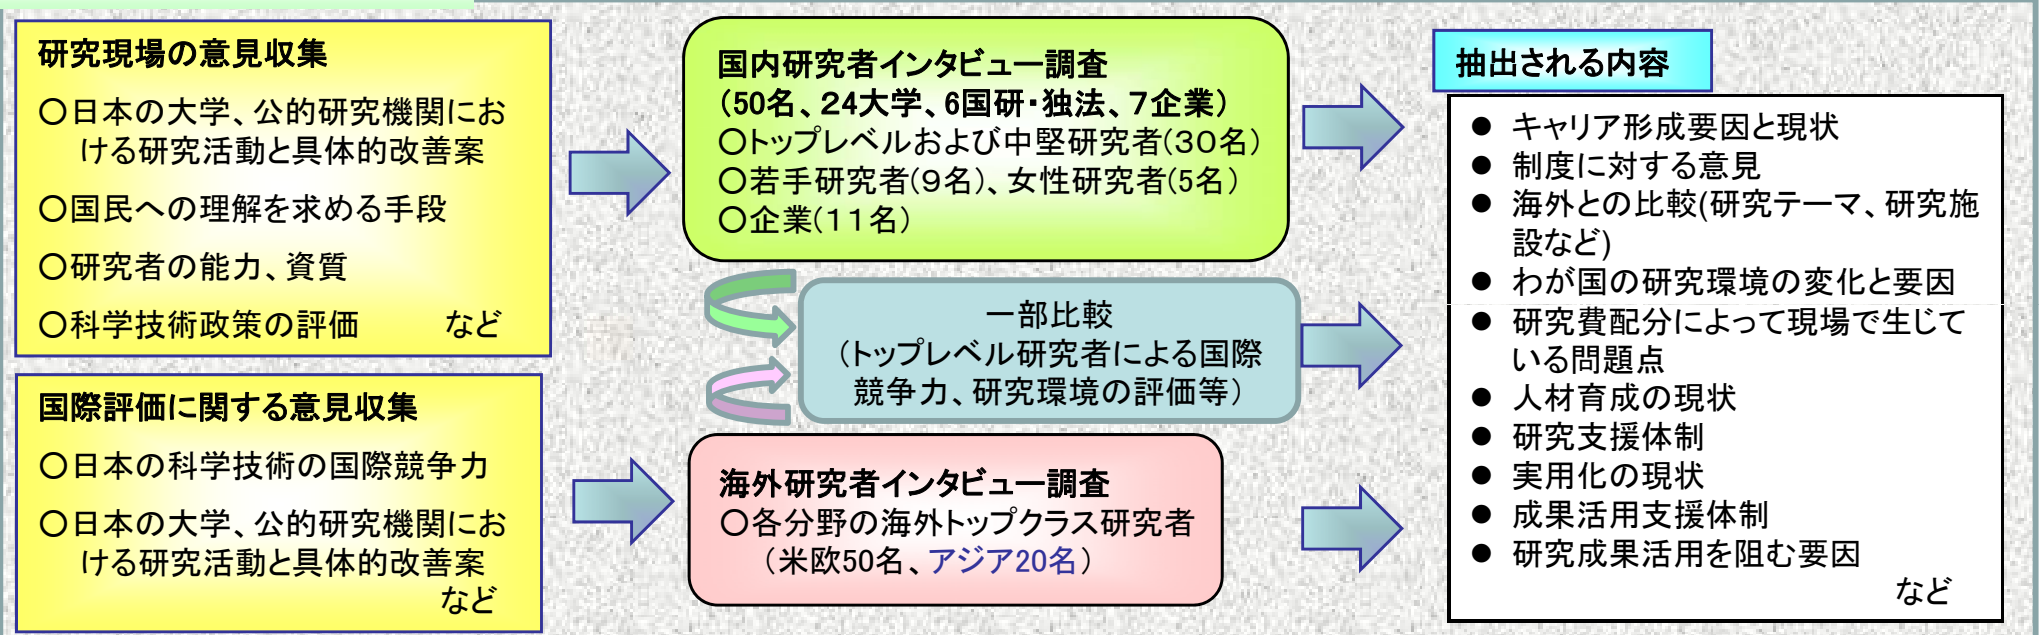 研究現場の意見収集
○日本の大学、公的研究機関にお
ける研究活動と具体的改善案
○国民への理解を求める手段
○研究者の能力、資質
○科学技術政策の評価　　など
国際評価に関する意見収集
○日本の科学技術の国際競争力
○日本の大学、公的研究機関にお
ける研究活動と具体的改善案
など
国内研究者インタビュー調査
（50名、24大学、6国研・独法、7企業）
○トップレベルおよび中堅研究者(30名)
○若手研究者(9名)、女性研究者(5名)
○企業(11名)
一部比較
（トップレベル研究者による国際
競争力、研究環境の評価等）
海外研究者インタビュー調査
○各分野の海外トップクラス研究者
（米欧50名、アジア20名）
抽出される内容
● キャリア形成要因と現状
● 制度に対する意見
● 海外との比較(研究テーマ、研究施
設など)
● わが国の研究環境の変化と要因
● 研究費配分によって現場で生じて
いる問題点
● 人材育成の現状
● 研究支援体制
● 実用化の現状
● 成果活用支援体制
● 研究成果活用を阻む要因
など